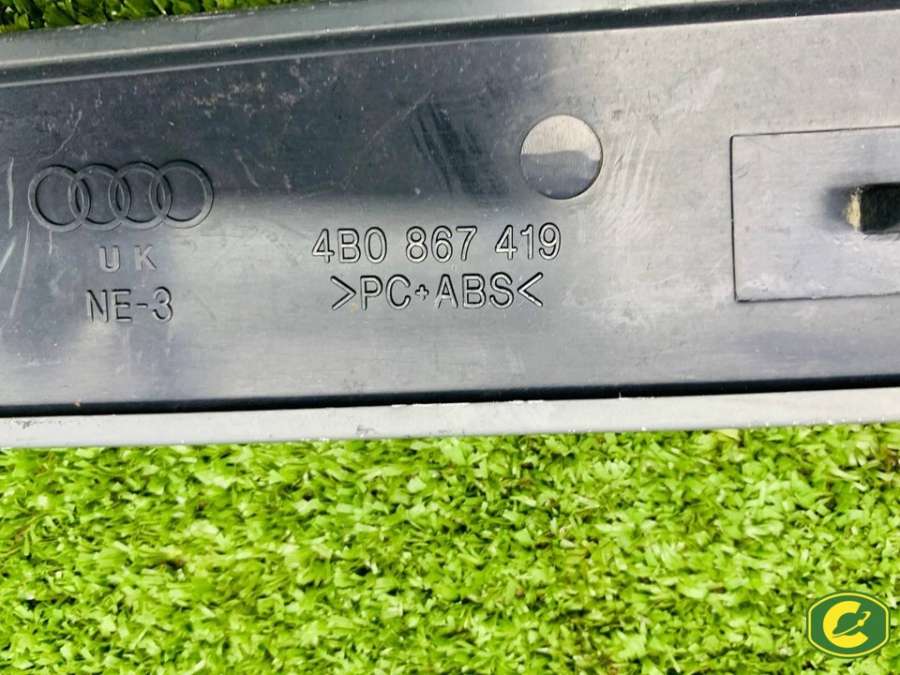 UK
NE-3
4B0 867 419
>PC+ABS<